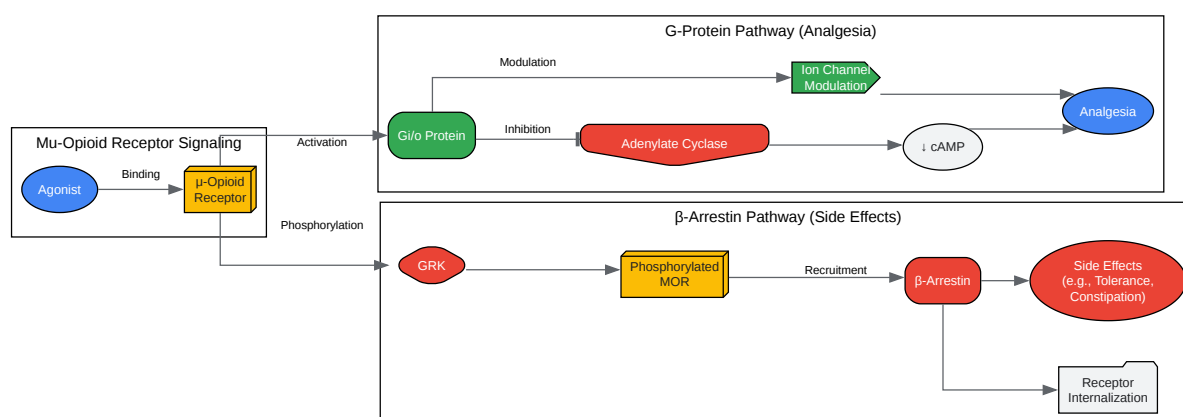 G-Protein Pathway (Analgesia)
Modulation
Ion Channel
Modulation
Analgesia
Gi/o Protein
Inhibition
Adenylate Cyclase
↓ cAMP
Mu-Opioid Receptor Signaling
Activation
Agonist
Binding
μ-Opioid
Receptor
Phosphorylation
β-Arrestin Pathway (Side Effects)
GRK
Phosphorylated
MOR
Recruitment
β-Arrestin
Side Effects
(e.g., Tolerance,
Constipation)
Receptor
Internalization